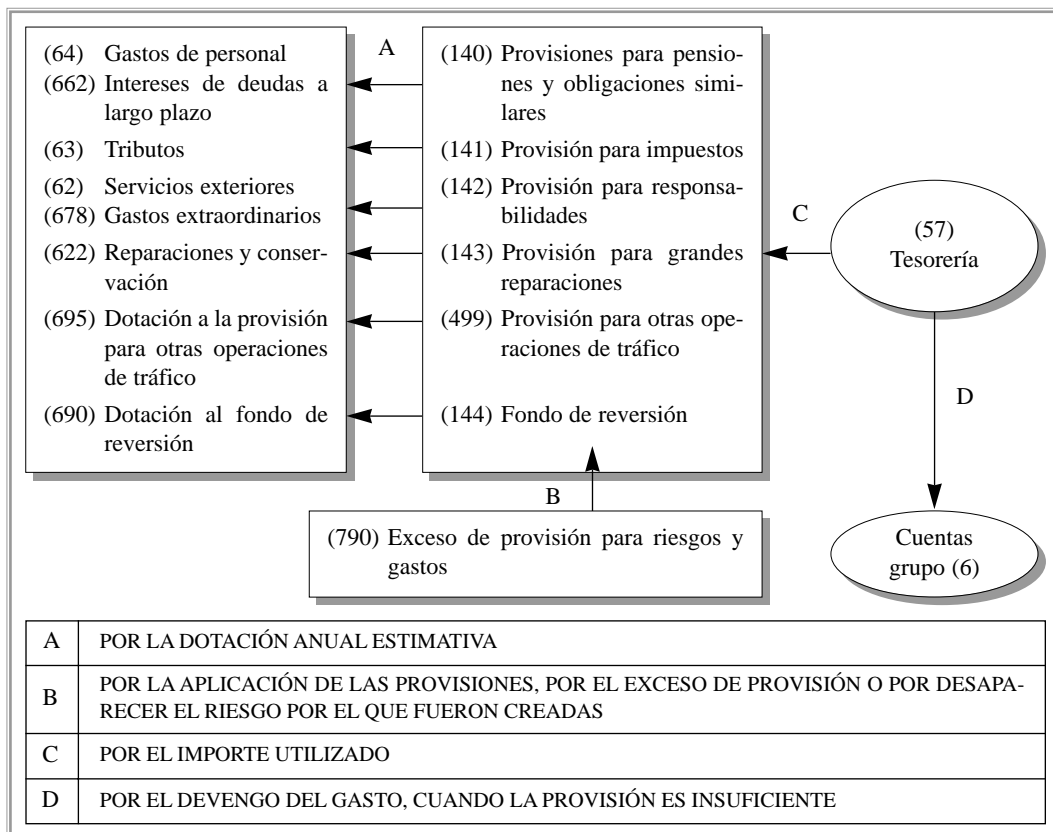 (64) Gastos de personal
(662) Intereses de deudas a
largo plazo
(63) Tributos
(62) Servicios exteriores
(678) Gastos extraordinarios
(622) Reparaciones y conser-
vación
(695) Dotación a la provisión
para otras operaciones
de tráfico
(690) Dotación al fondo de
reversión
A
(140) Provisiones para pensio-
nes y obligaciones simi-
lares
(141) Provisión para impuestos
(142) Provisión para responsa-
bilidades
(143) Provisión para grandes
reparaciones
(499) Provisión para otras ope-
raciones de tráfico
(144) Fondo de reversión
C
(57)
Tesorería
D
B
(790) Exceso de provisión para riesgos y
gastos
Cuentas
grupo (6)
A POR LA DOTACIÓN ANUAL ESTIMATIVA
B POR LA APLICACIÓN DE LAS PROVISIONES, POR EL EXCESO DE PROVISIÓN O POR DESAPA-
RECER EL RIESGO POR EL QUE FUERON CREADAS
C POR EL IMPORTE UTILIZADO
D POR EL DEVENGO DEL GASTO, CUANDO LA PROVISIÓN ES INSUFICIENTE